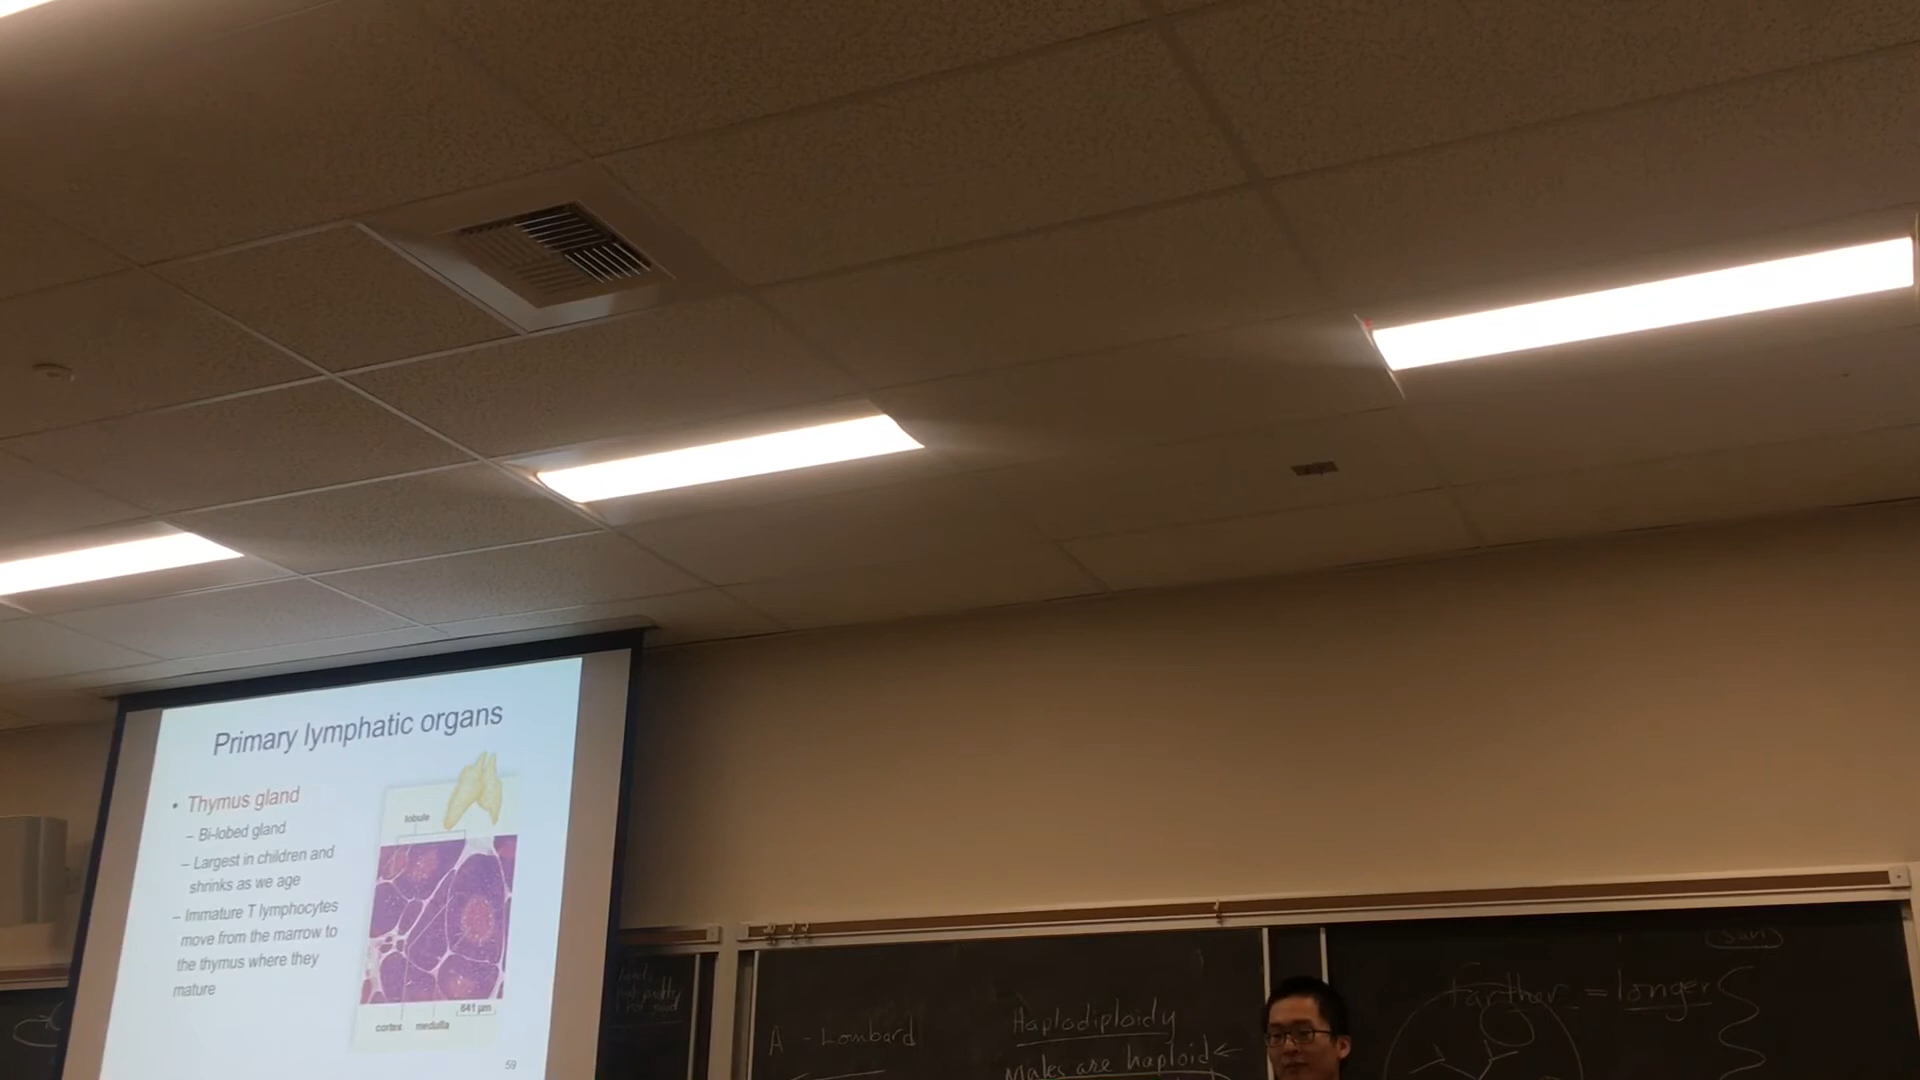 Primary lymphatic organs
• Thymus gland
– Bi-lobed gland
– Largest in children and
shrinks as we age
– Immature T lymphocytes
move from the marrow to
the thymus where they
mature
lobule
641 µm
cortex medulla
59
A - Lombard
Haplodiploidy
Males are haploid
farther = longer